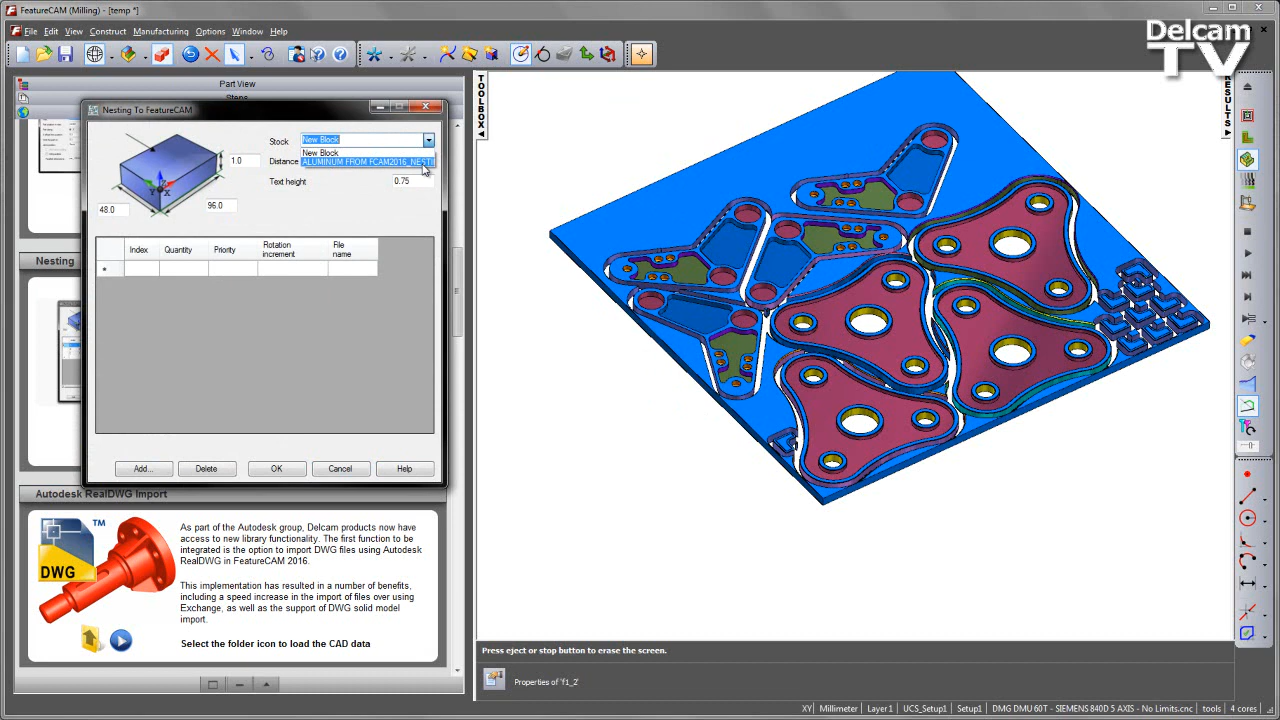 FeatureCAM (Milling) - [temp *]
File Edit View Construct Manufacturing Options Window Help
Delcam
TV
Part View
Steps
TOOLBOX
RESULTS
Nesting To FeatureCAM
Stock New Block
New Block
ALUMINUM FROM FCAM2016_NESTI
Distance
Text height 0.75
1.0
96.0
48.0
Index Quantity Priority Rotation increment File name
*
Add... Delete OK Cancel Help
Nesting
Autodesk RealDWG Import
DWG
TM
As part of the Autodesk group, Delcam products now have
access to new library functionality. The first function to be
integrated is the option to import DWG files using Autodesk
RealDWG in FeatureCAM 2016.
This implementation has resulted in a number of benefits,
including a speed increase in the import of files over using
Exchange, as well as the support of DWG solid model
import.
Select the folder icon to load the CAD data
Press eject or stop button to erase the screen.
Properties of 'f1_2'
XY Millimeter Layer1 UCS_Setup1 Setup1 DMG DMU 60T - SIEMENS 840D 5 AXIS - No Limits.cnc tools 4 cores